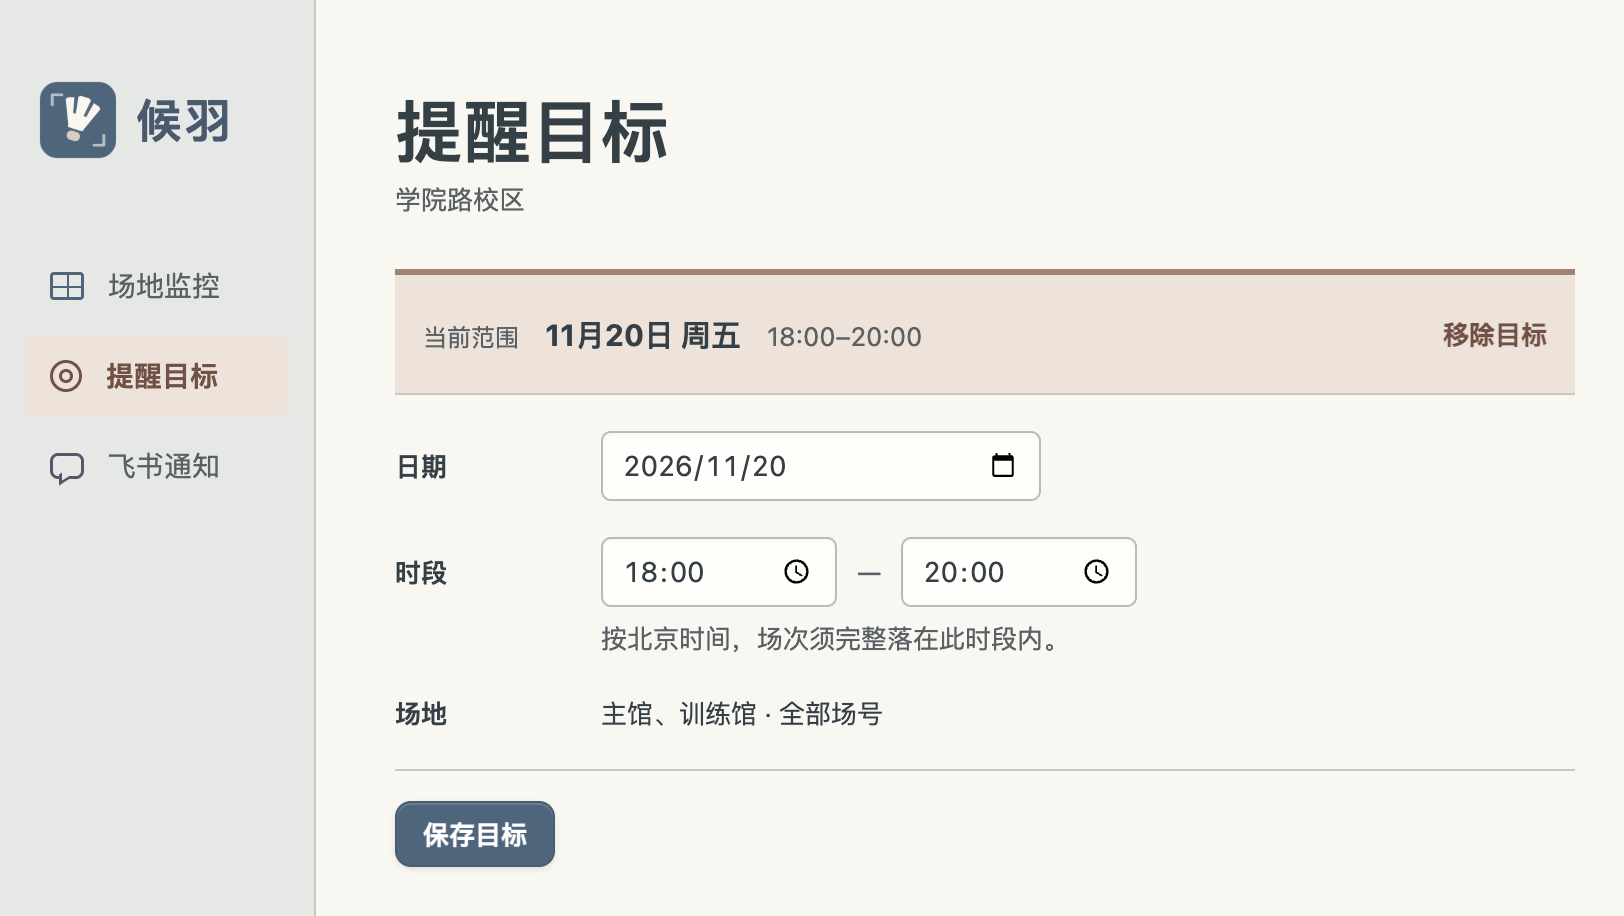 候羽
场地监控
提醒目标
飞书通知
提醒目标
学院路校区
当前范围 11月20日 周五 18:00–20:00 移除目标
日期 2026/11/20
时段 18:00 — 20:00
按北京时间，场次须完整落在此时段内。
场地 主馆、训练馆 · 全部场号
保存目标